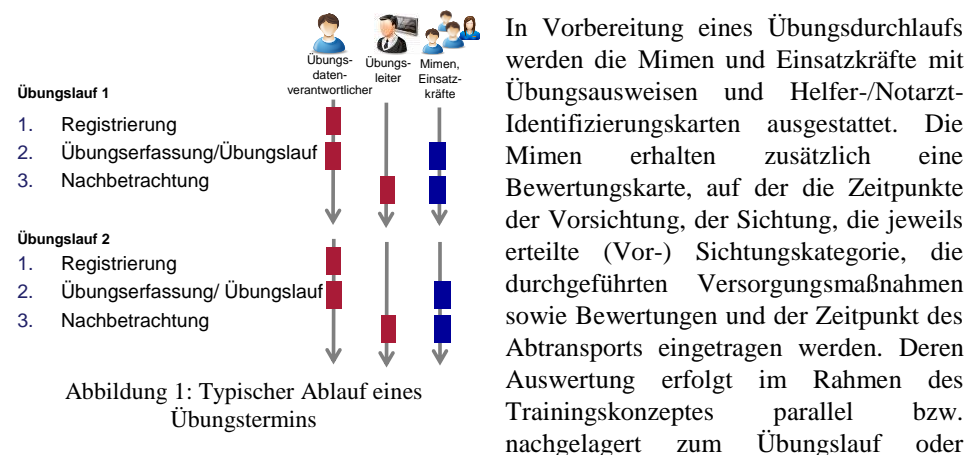 Übungs-
daten-
verantwortlicher
Übungs-
leiter
Mimen,
Einsatz-
kräfte
Übungslauf 1
1. Registrierung
2. Übungserfassung/Übungslauf
3. Nachbetrachtung
Übungslauf 2
1. Registrierung
2. Übungserfassung/ Übungslauf
3. Nachbetrachtung
Abbildung 1: Typischer Ablauf eines
Übungstermins
In Vorbereitung eines Übungsdurchlaufs
werden die Mimen und Einsatzkräfte mit
Übungsausweisen und Helfer-/Notarzt-
Identifizierungskarten ausgestattet. Die
Mimen erhalten zusätzlich eine
Bewertungskarte, auf der die Zeitpunkte
der Vorsichtung, der Sichtung, die jeweils
erteilte (Vor-) Sichtungskategorie, die
durchgeführten Versorgungsmaßnahmen
sowie Bewertungen und der Zeitpunkt des
Abtransports eingetragen werden. Deren
Auswertung erfolgt im Rahmen des
Trainingskonzeptes parallel bzw.
nachgelagert zum Übungslauf oder